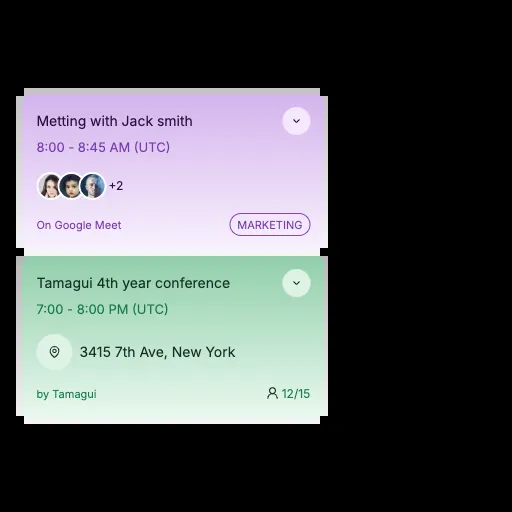 Metting with Jack smith
8:00 - 8:45 AM (UTC)
+2
On Google Meet
MARKETING
Tamagui 4th year conference
7:00 - 8:00 PM (UTC)
3415 7th Ave, New York
by Tamagui
12/15